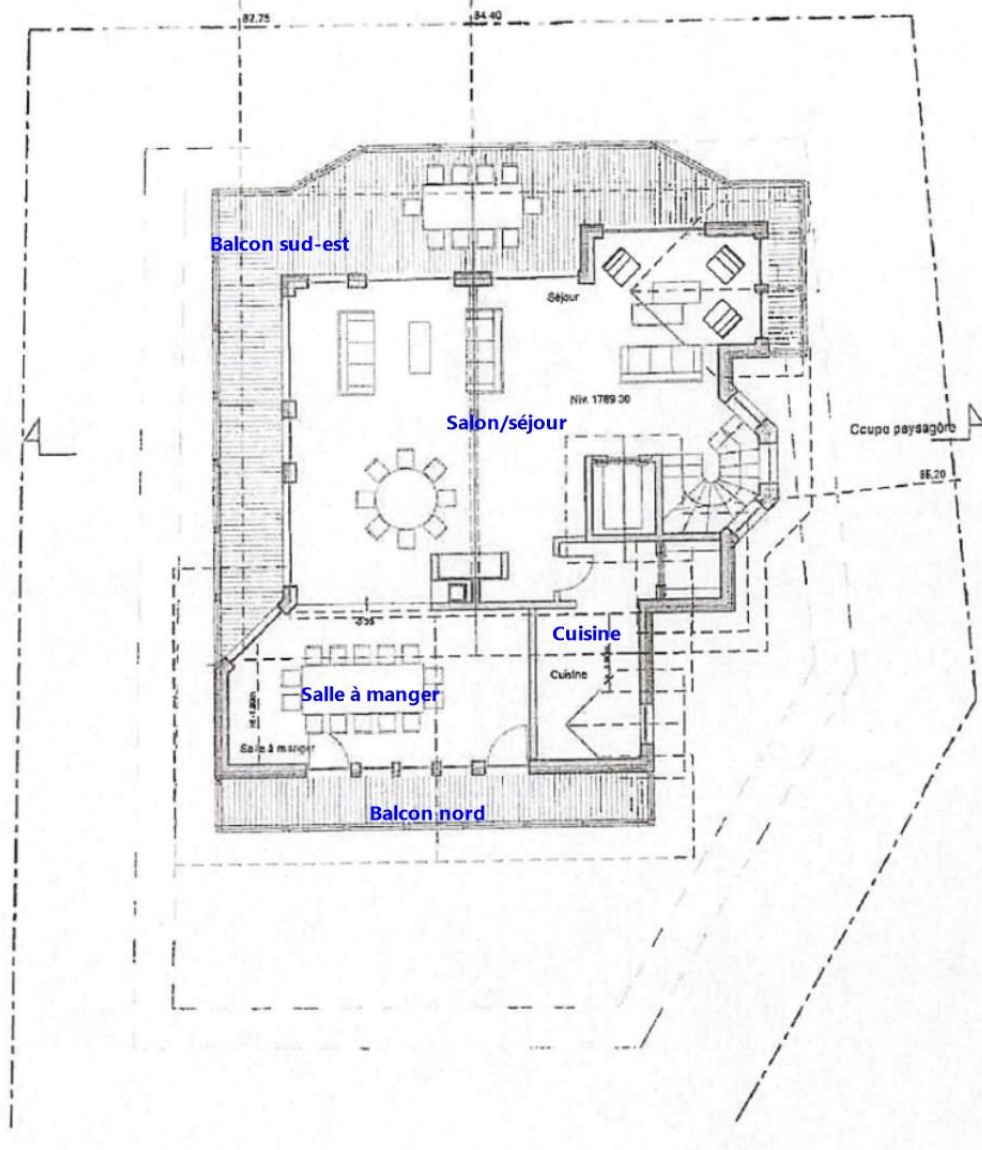 82.75
84.40
Balcon sud-est
Séjour
Niv. 1789.30
Salon/séjour
Coupe paysagère
85.20
Cuisine
Cuisine
Salle à manger
Salle à manger
Balcon nord